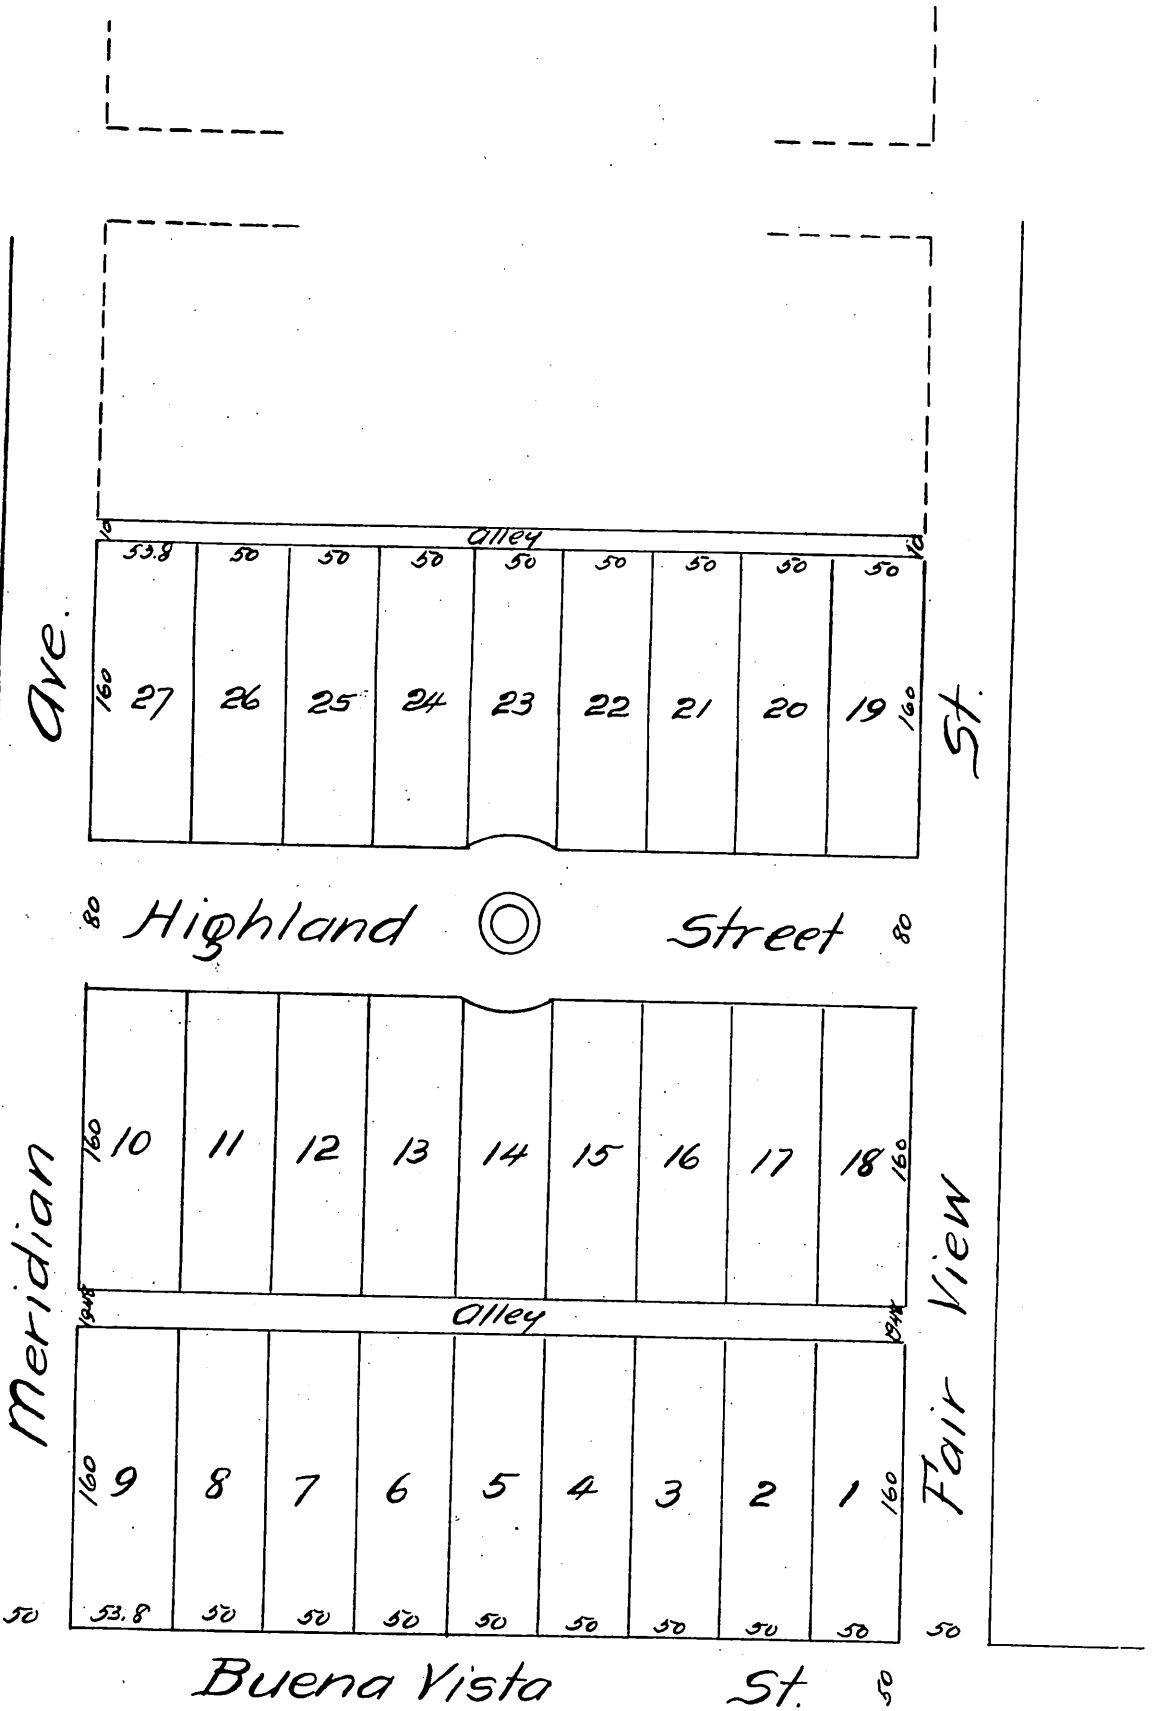 Alley
10
10
53.8 50 50 50 50 50 50 50 50
160 27 26 25 24 23 22 21 20 19 160
Ave.
St.
80 Highland Street 80
160 10 11 12 13 14 15 16 17 18 160
Meridian
Fair View
Alley
160 9 8 7 6 5 4 3 2 1 160
50 53.8 50 50 50 50 50 50 50 50 50
Buena Vista St. 50